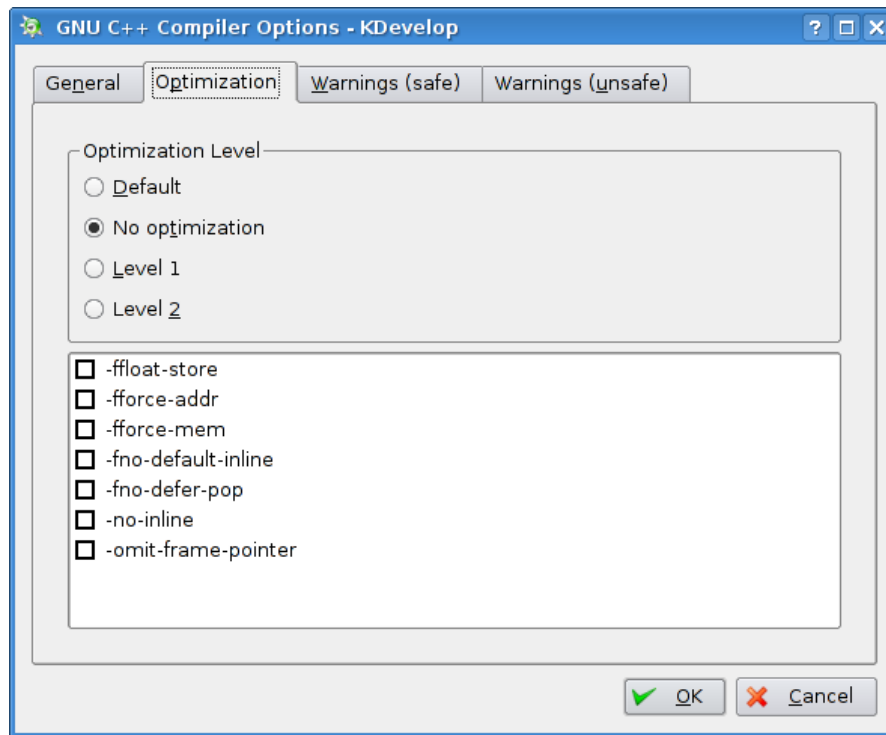 GNU C++ Compiler Options - KDevelop
General Optimization Warnings (safe) Warnings (unsafe)
Optimization Level
Default
No optimization
Level 1
Level 2
-ffloat-store
-fforce-addr
-fforce-mem
-fno-default-inline
-fno-defer-pop
-no-inline
-omit-frame-pointer
OK Cancel